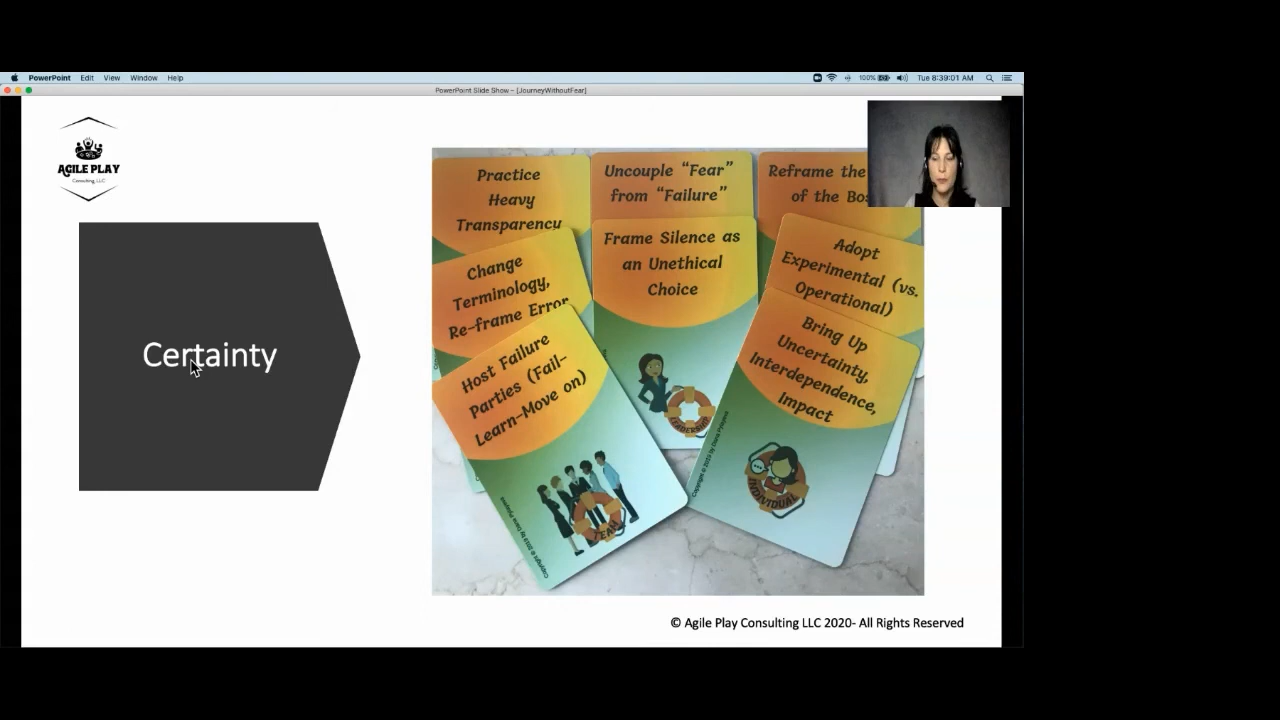 PowerPoint Edit View Window Help
100% Tue 8:39:01 AM
PowerPoint Slide Show - [JourneyWithoutFear]
AGILE PLAY
Consulting, LLC
Certainty
Practice
Heavy
Transparency
Uncouple “Fear”
from “Failure”
Reframe the
of the
Change
Terminology,
Re-frame Error
Frame Silence as
an Unethical
Choice
Adopt
Experimental (vs.
Operational)
Host Failure
Parties (Fail-
Learn-Move on)
Bring Up
Uncertainty,
Interdependence,
Impact
LEADERSHIP
TEAM
INDIVIDUAL
© Agile Play Consulting LLC 2020- All Rights Reserved